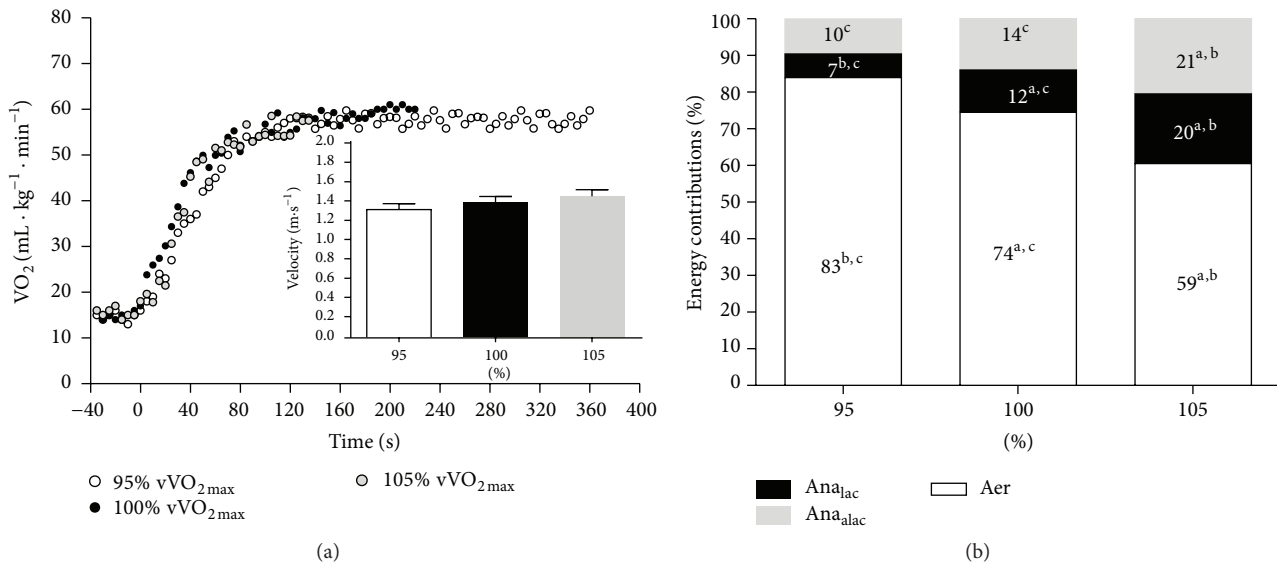 80
70
60
50
40
30
20
10
0
VO₂ (mL · kg⁻¹ · min⁻¹)
−40 0 40 80 120 160 200 240 280 320 360 400
Time (s)
2.0
1.8
1.6
1.4
1.2
1.0
0.8
0.6
0.4
0.2
0.0
Velocity (m·s⁻¹)
95 100 105
(%)
95% vVO₂max
100% vVO₂max
105% vVO₂max
(a)
100
90
80
70
60
50
40
30
20
10
0
Energy contributions (%)
10ᶜ 14ᶜ 21ᵃ,ᵇ
7ᵇ,ᶜ 12ᵃ,ᶜ 20ᵃ,ᵇ
83ᵇ,ᶜ 74ᵃ,ᶜ 59ᵃ,ᵇ
95 100 105
(%)
Ana_lac
Ana_alac
Aer
(b)